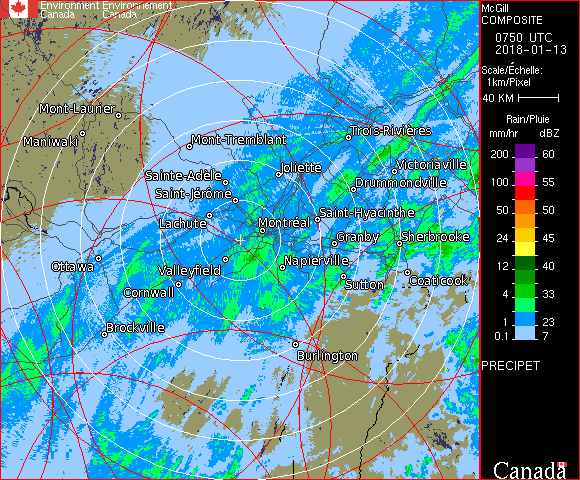 Environment Environnement
Canada Canada
McGill
COMPOSITE
0750 UTC
2018-01-13
Scale/Échelle:
1km/Pixel
40 KM
Rain/Pluie
mm/hr dBZ
200 60
100 55
50 50
24 45
12 40
4 33
1 23
0.1 7
PRECIPET
Canada
Mont-Laurier
Maniwaki
Mont-Tremblant
Trois-Rivières
Joliette
Victoriaville
Sainte-Adèle
Drummondville
Saint-Jérôme
Saint-Hyacinthe
Lachute
Montréal
Granby
Sherbrooke
Ottawa
Valleyfield
Napierville
Cornwall
Sutton
Coaticook
Brockville
Burlington